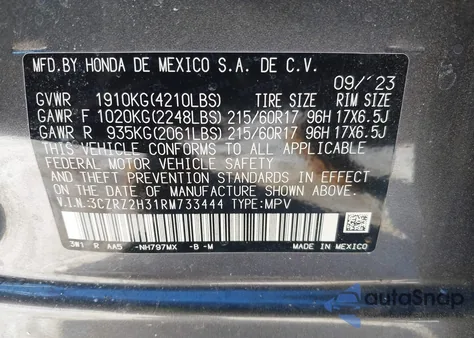 MFD.BY HONDA DE MEXICO S.A. DE C.V.
09/´23
GVWR 1910KG(4210LBS) TIRE SIZE RIM SIZE
GAWR F 1020KG(2248LBS) 215/60R17 96H 17X6.5J
GAWR R 935KG(2061LBS) 215/60R17 96H 17X6.5J
THIS VEHICLE CONFORMS TO ALL APPLICABLE
FEDERAL MOTOR VEHICLE SAFETY, BUMPER, AND
THEFT PREVENTION STANDARDS IN EFFECT
ON THE DATE OF MANUFACTURE SHOWN ABOVE.
V.I.N.:3CZRZ2H31RM733444 TYPE:MPV
3W1 R AA5 -NH797MX -B -M
MADE IN MEXICO
autoSnap